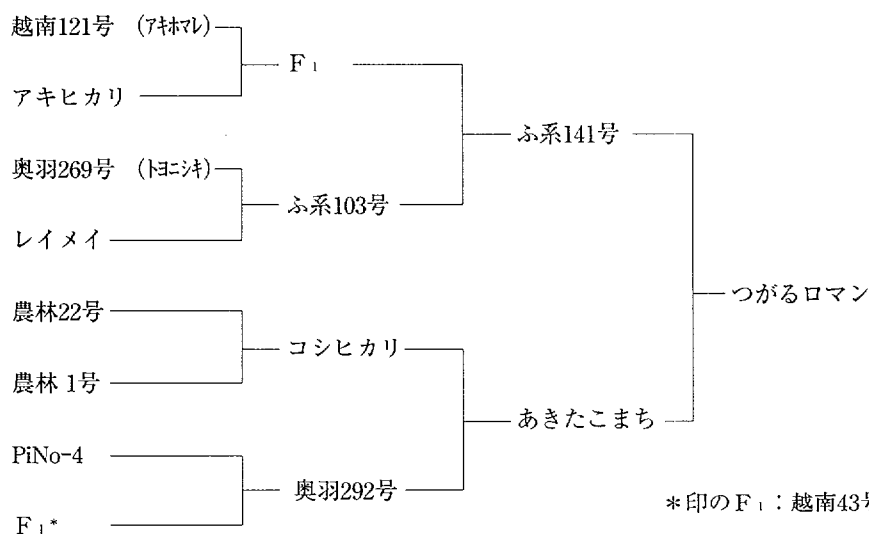 越南121号 (アキホマレ)
F₁
アキヒカリ
ふ系141号
奥羽269号 (トヨニシキ)
ふ系103号
レイメイ
つがるロマン
農林22号
コシヒカリ
農林 1号
あきたこまち
PiNo-4
奥羽292号
F₁*
*印のF₁：越南43号